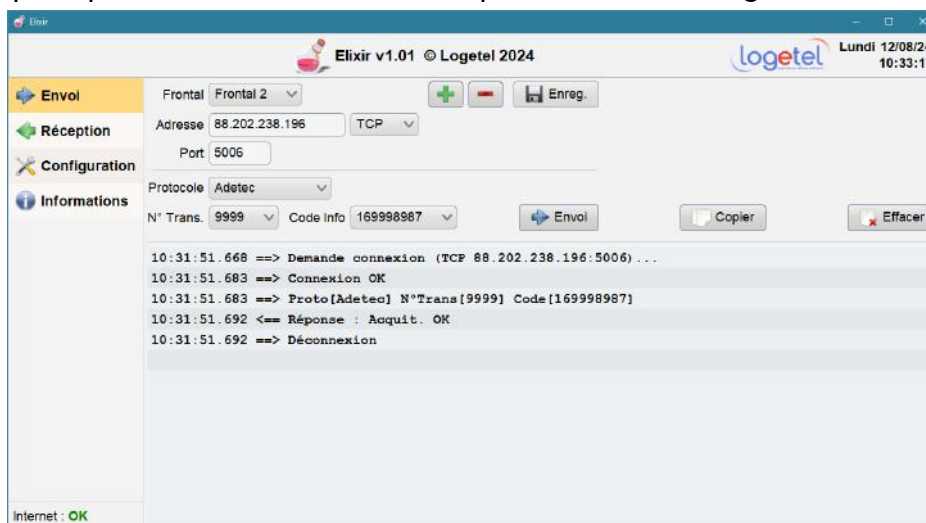 Elixir
Elixir v1.01 © Logetel 2024
logetel
Lundi 12/08/2
10:33:1
Envoi
Réception
Configuration
Informations
Frontal Frontal 2
Enreg.
Adresse 88.202.238.196 TCP
Port 5006
Protocole Adetec
N° Trans. 9999 Code Info 169998987 Envoi Copier Effacer
10:31:51.668 ==> Demande connexion (TCP 88.202.238.196:5006)...
10:31:51.683 ==> Connexion OK
10:31:51.683 ==> Proto[Adetec] N°Trans[9999] Code[169998987]
10:31:51.692 <== Réponse : Acquit. OK
10:31:51.692 ==> Déconnexion
Internet : OK